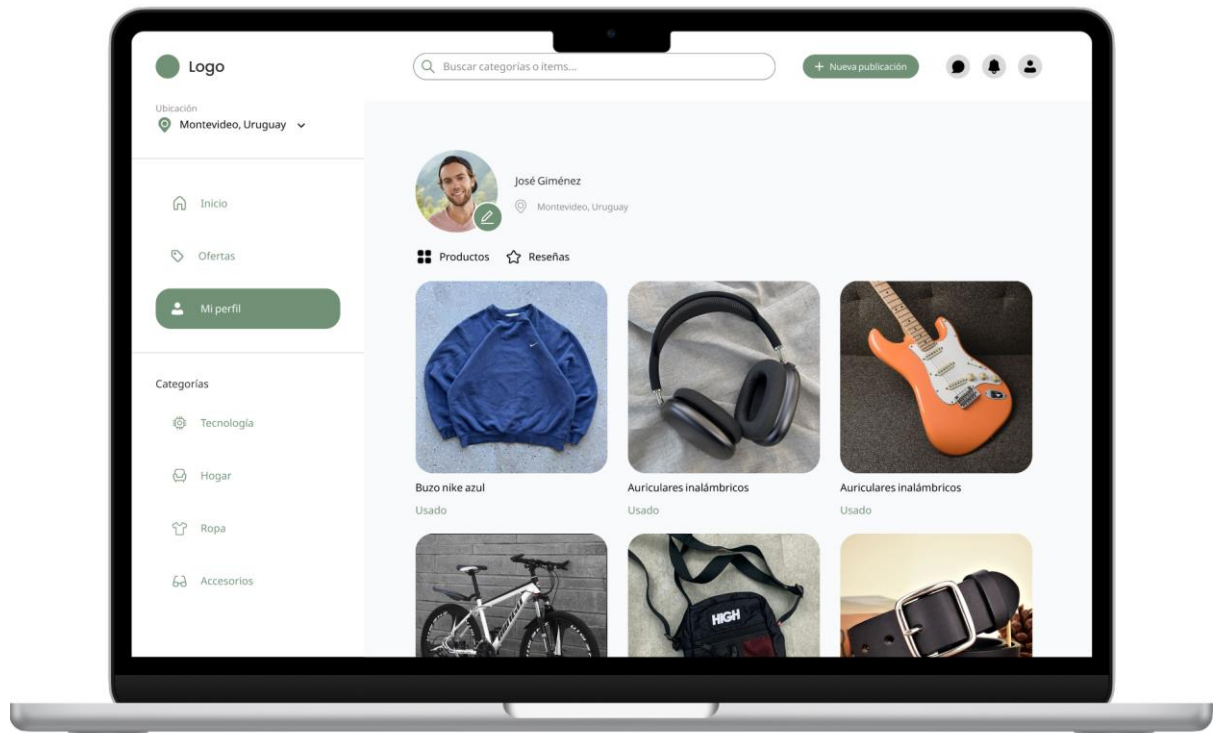 Logo
Buscar categorías o items...
+ Nueva publicación
Ubicación
Montevideo, Uruguay
Inicio
Ofertas
Mi perfil
Categorías
Tecnología
Hogar
Ropa
Accesorios
José Giménez
Montevideo, Uruguay
Productos Reseñas
Buzo nike azul
Usado
Auriculares inalámbricos
Usado
Auriculares inalámbricos
Usado
HIGH